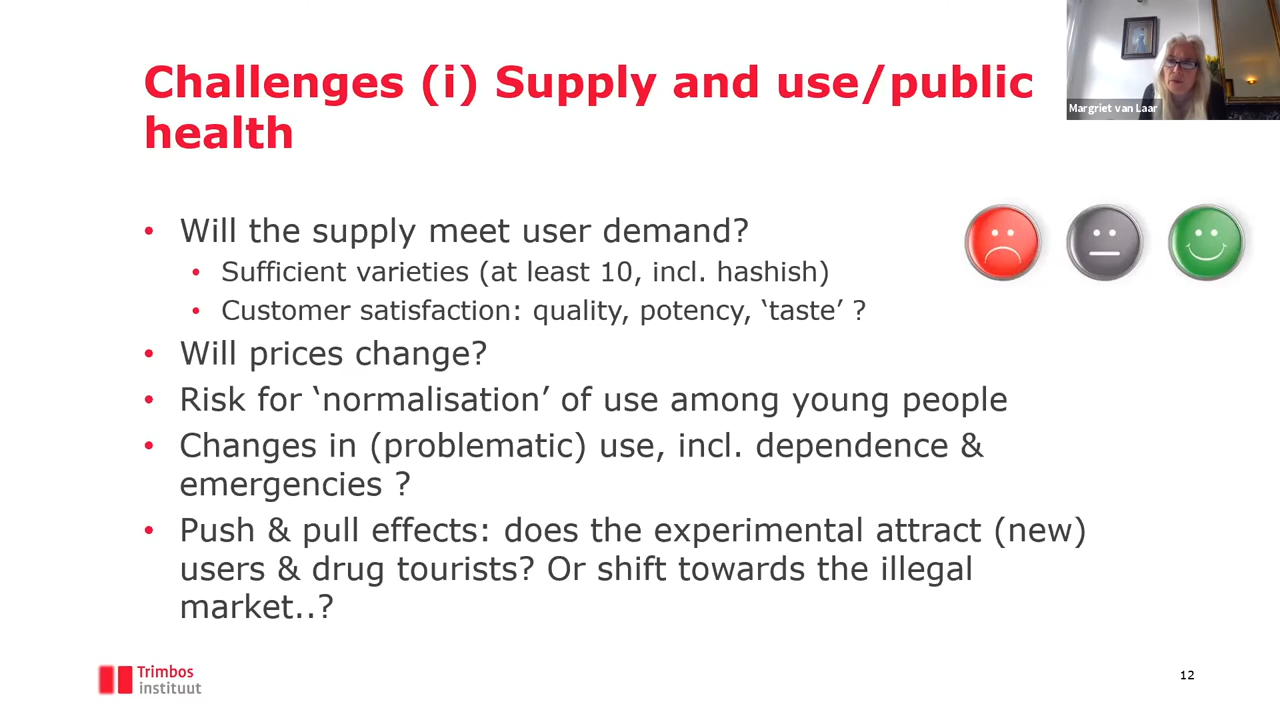 Challenges (i) Supply and use/public
health
Margriet van Laar
• Will the supply meet user demand?
• Sufficient varieties (at least 10, incl. hashish)
• Customer satisfaction: quality, potency, ‘taste’ ?
• Will prices change?
• Risk for ‘normalisation’ of use among young people
• Changes in (problematic) use, incl. dependence &
emergencies ?
• Push & pull effects: does the experimental attract (new)
users & drug tourists? Or shift towards the illegal
market..?
Trimbos
instituut
12